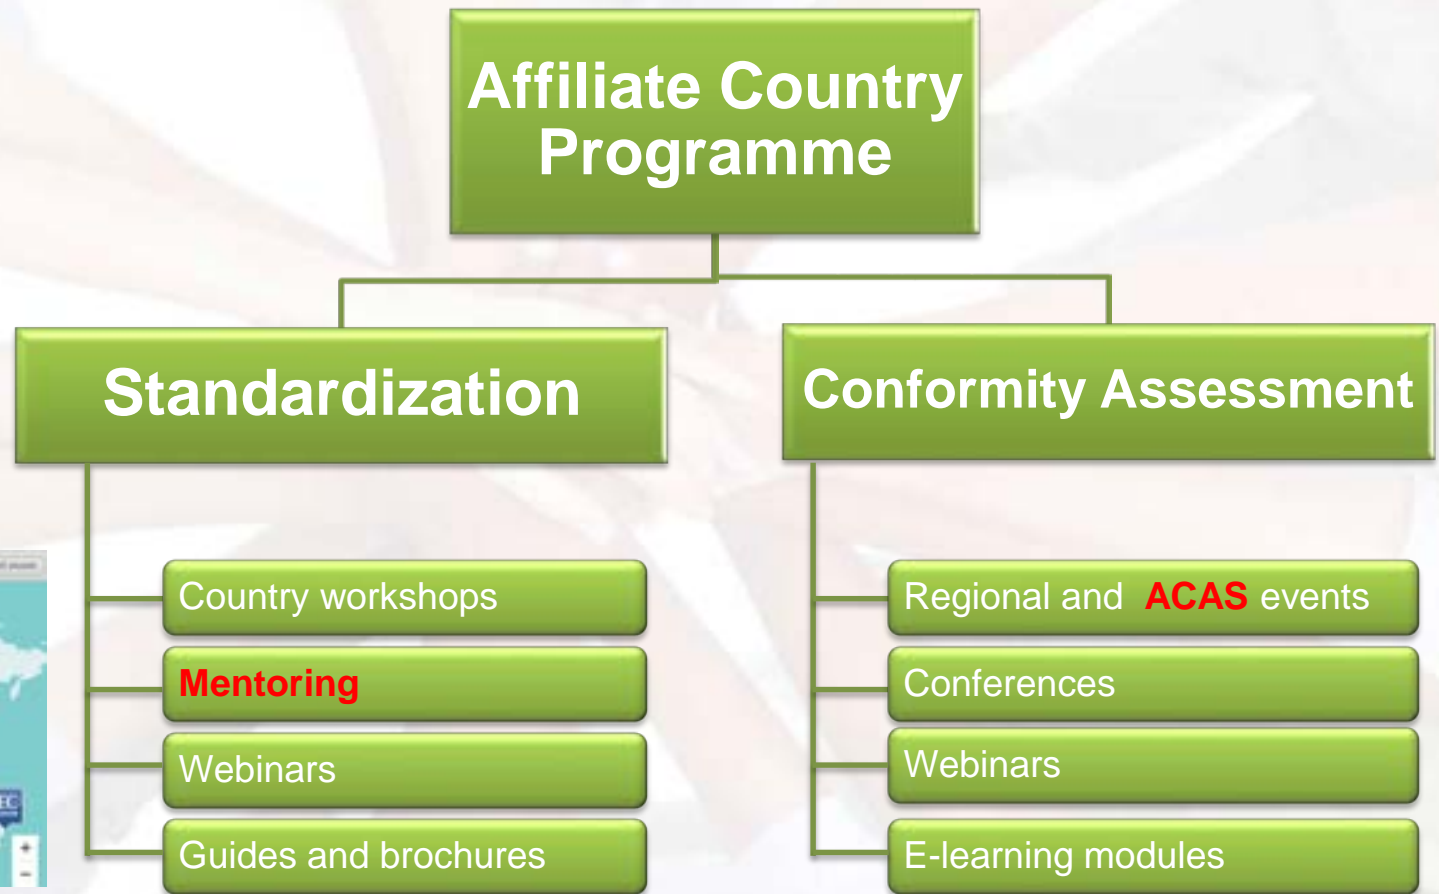 Affiliate Country
Programme
Standardization
Conformity Assessment
Country workshops
Mentoring
Webinars
Guides and brochures
Regional and ACAS events
Conferences
Webinars
E-learning modules
EC
+
-